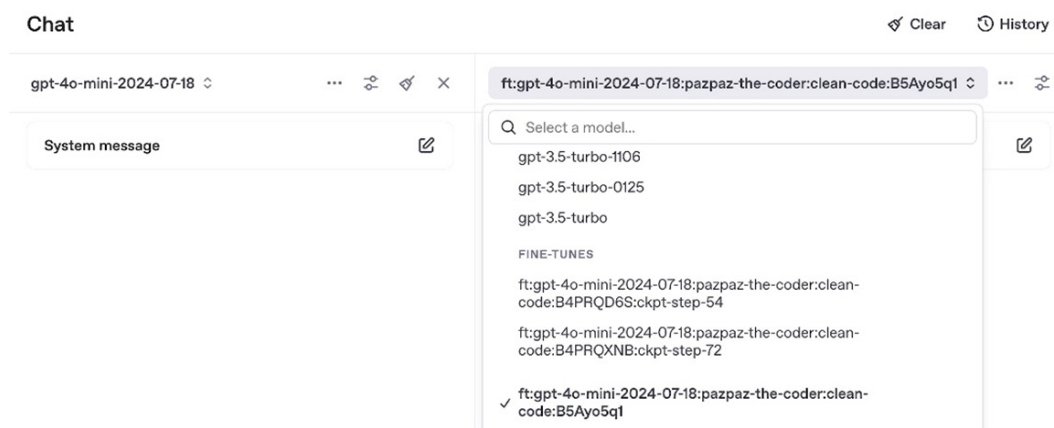 Chat
Clear
History
gpt-4o-mini-2024-07-18
ft:gpt-4o-mini-2024-07-18:pazpaz-the-coder:clean-code:B5Ayo5q1
System message
Select a model...
gpt-3.5-turbo-1106
gpt-3.5-turbo-0125
gpt-3.5-turbo
FINE-TUNES
ft:gpt-4o-mini-2024-07-18:pazpaz-the-coder:clean-
code:B4PRQD6S:ckpt-step-54
ft:gpt-4o-mini-2024-07-18:pazpaz-the-coder:clean-
code:B4PRQXNB:ckpt-step-72
ft:gpt-4o-mini-2024-07-18:pazpaz-the-coder:clean-
code:B5Ayo5q1